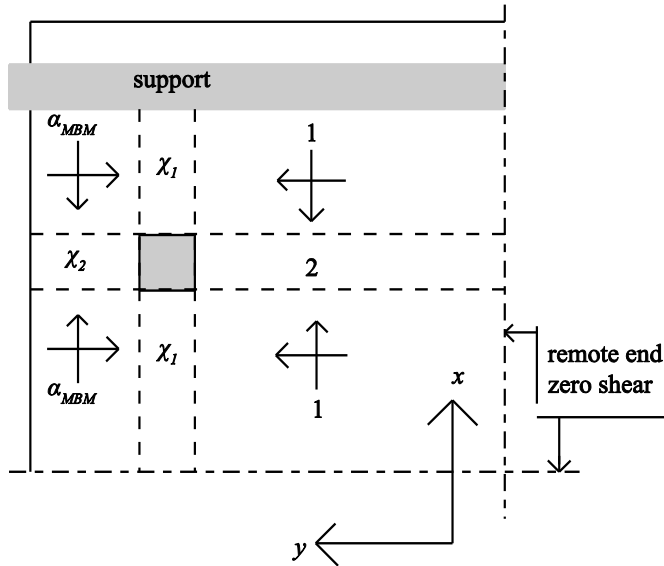 support
α_MBM
χ_1
1
χ_2
2
α_MBM
χ_1
1
remote end
zero shear
x
y